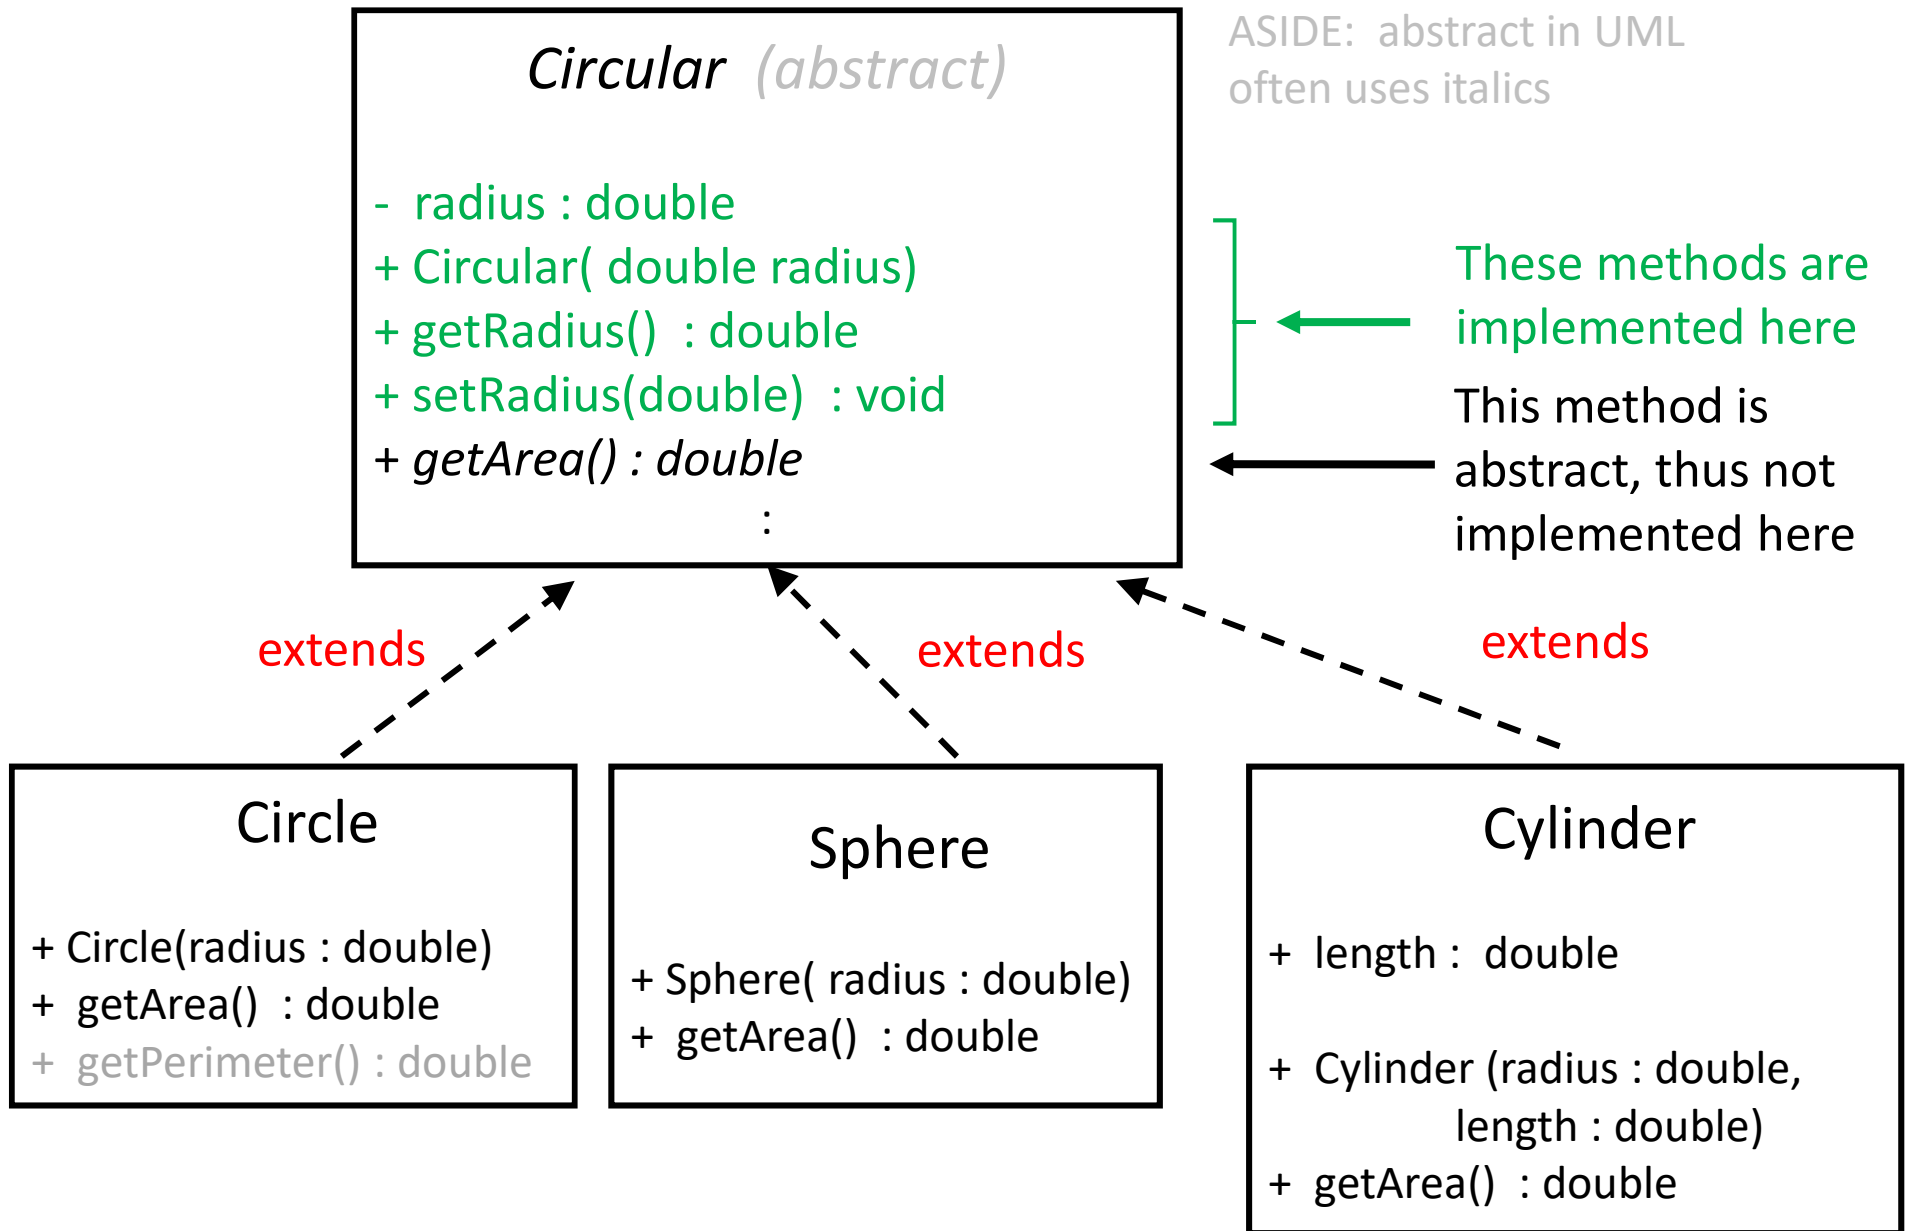 Circular (abstract)
ASIDE: abstract in UML
often uses italics
- radius : double
+ Circular( double radius)
+ getRadius() : double
+ setRadius(double) : void
+ getArea() : double
:
These methods are
implemented here
This method is
abstract, thus not
implemented here
extends
extends
extends
Circle
+ Circle(radius : double)
+ getArea() : double
+ getPerimeter() : double
Sphere
+ Sphere( radius : double)
+ getArea() : double
Cylinder
+ length : double
+ Cylinder (radius : double,
length : double)
+ getArea() : double